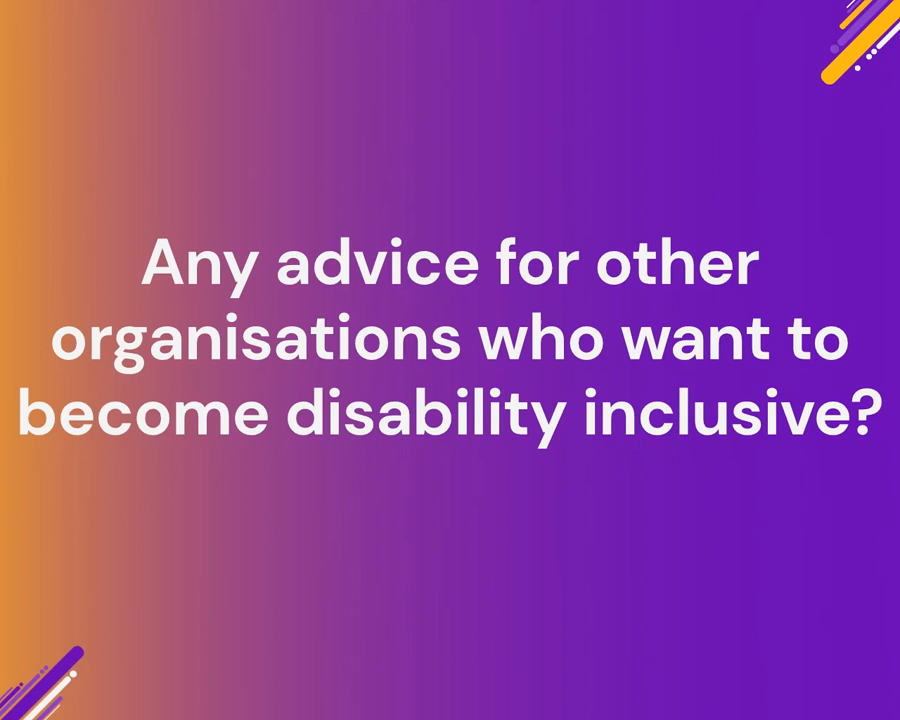 Any advice for other
organisations who want to
become disability inclusive?